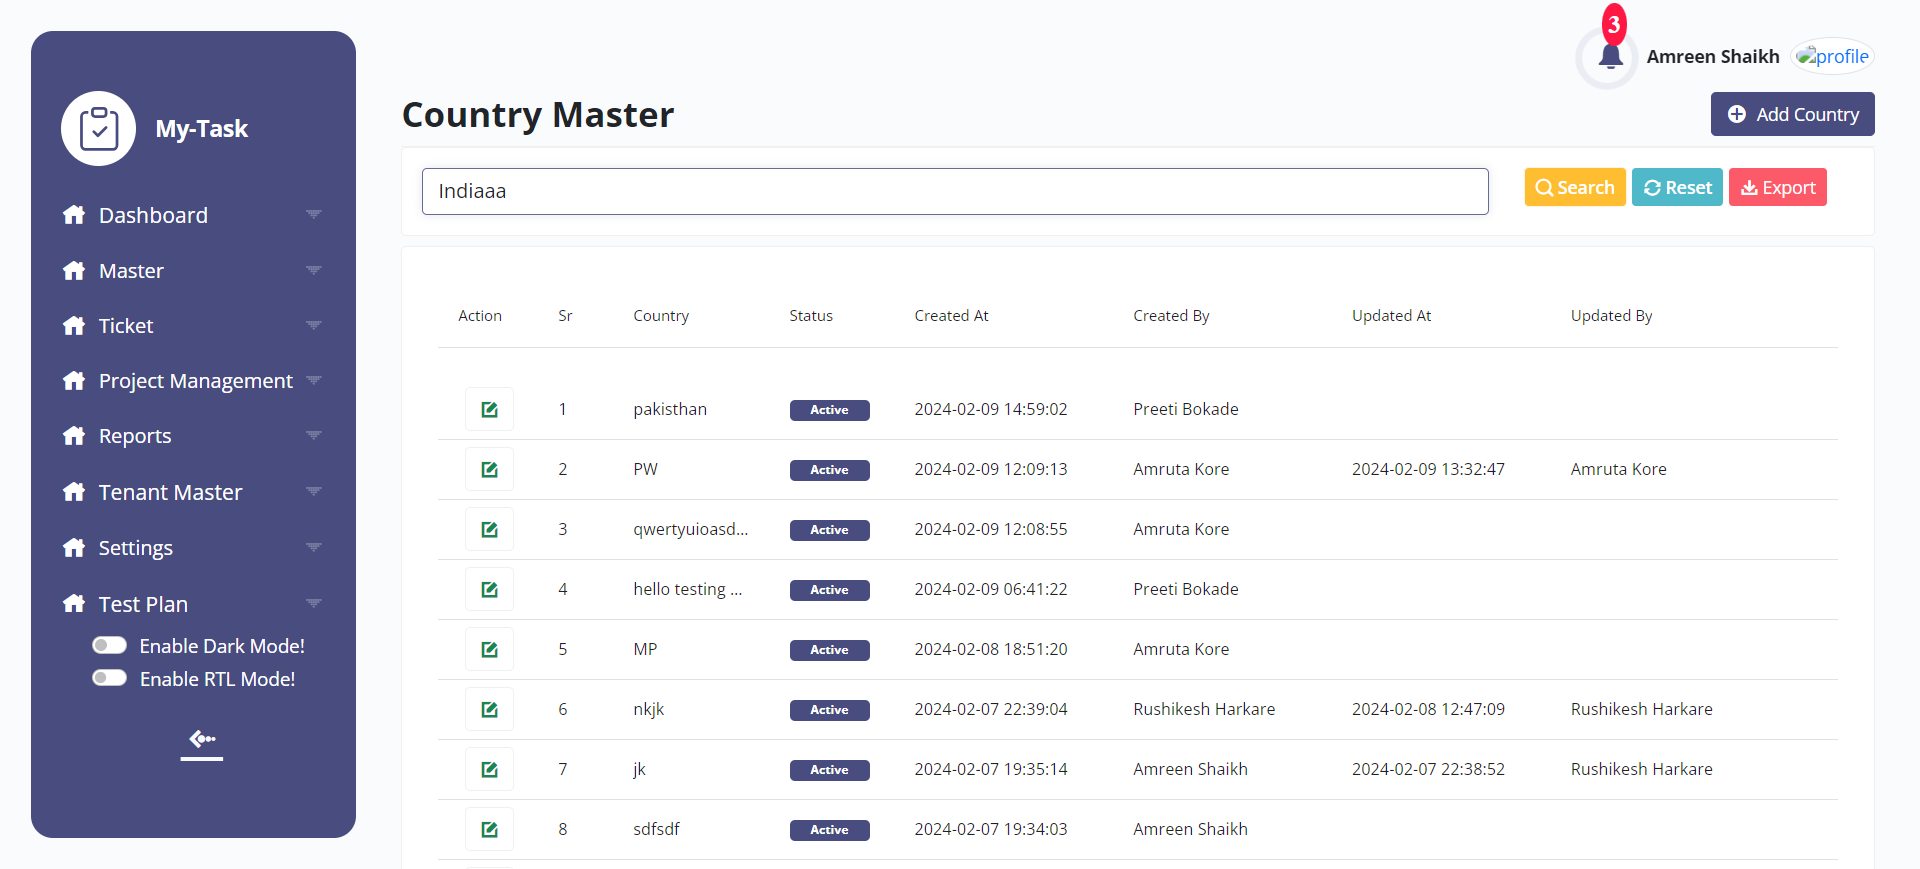 3
Amreen Shaikh profile
My-Task
Dashboard
Master
Ticket
Project Management
Reports
Tenant Master
Settings
Test Plan
Enable Dark Mode!
Enable RTL Mode!
Country Master
Add Country
Indiaaa
Search Reset Export
Action Sr Country Status Created At Created By Updated At Updated By
1 pakisthan Active 2024-02-09 14:59:02 Preeti Bokade
2 PW Active 2024-02-09 12:09:13 Amruta Kore 2024-02-09 13:32:47 Amruta Kore
3 qwertyuioasd... Active 2024-02-09 12:08:55 Amruta Kore
4 hello testing ... Active 2024-02-09 06:41:22 Preeti Bokade
5 MP Active 2024-02-08 18:51:20 Amruta Kore
6 nkjk Active 2024-02-07 22:39:04 Rushikesh Harkare 2024-02-08 12:47:09 Rushikesh Harkare
7 jk Active 2024-02-07 19:35:14 Amreen Shaikh 2024-02-07 22:38:52 Rushikesh Harkare
8 sdfsdf Active 2024-02-07 19:34:03 Amreen Shaikh